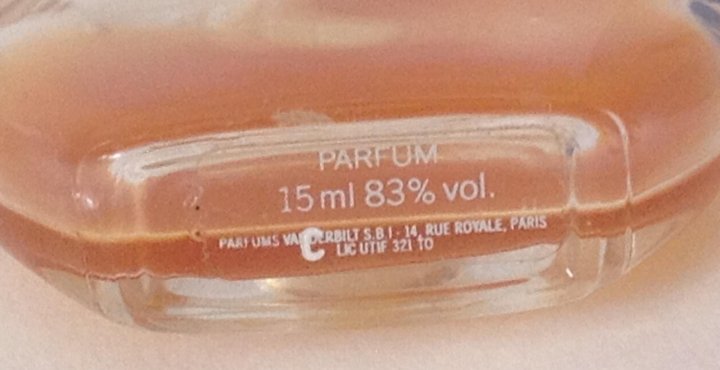 PARFUM
15 ml 83% vol.
PARFUMS VANDERBILT S.B.I - 14, RUE ROYALE, PARIS
C
LIC UTIF 321 TO